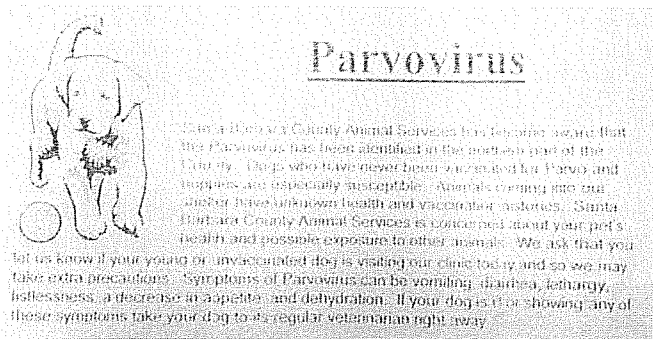 Parvovirus
Santa Barbara County Animal Services has become aware that
the Parvovirus has been identified in the northern part of the
County. Dogs who have never been vaccinated for Parvo and
puppies are especially susceptible. Animals coming into our
shelter have unknown health and vaccination histories. Santa
Barbara County Animal Services is concerned about your pet's
health and possible exposure to other animals. We ask that you
let us know if your young or unvaccinated dog is visiting our clinic today and so we may
take extra precautions. Symptoms of Parvovirus can be vomiting, diarrhea, lethargy,
listlessness, a decrease in appetite, and dehydration. If your dog is showing any of
these symptoms take your dog to its regular veterinarian right away